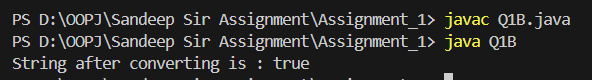 PS D:\OOPJ\Sandeep Sir Assignment\Assignment_1> javac Q1B.java
PS D:\OOPJ\Sandeep Sir Assignment\Assignment_1> java Q1B
String after converting is : true